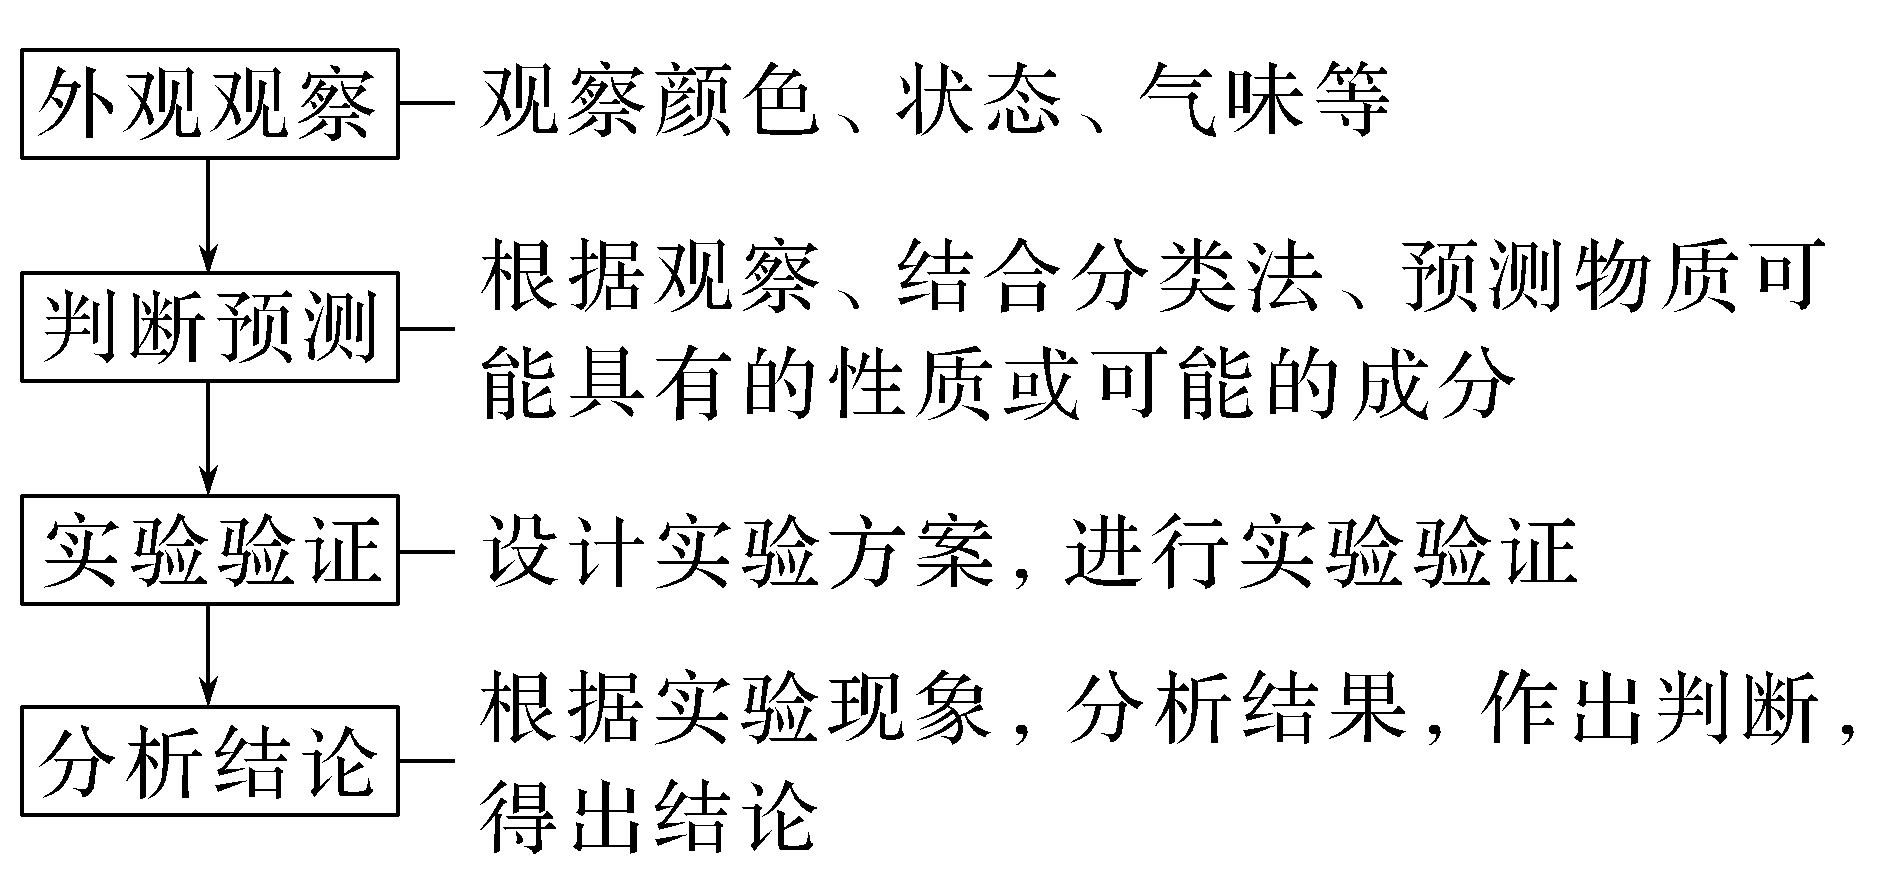 外观观察
观察颜色、状态、气味等
判断预测
根据观察、结合分类法、预测物质可
能具有的性质或可能的成分
实验验证
设计实验方案,进行实验验证
分析结论
根据实验现象,分析结果,作出判断,
得出结论